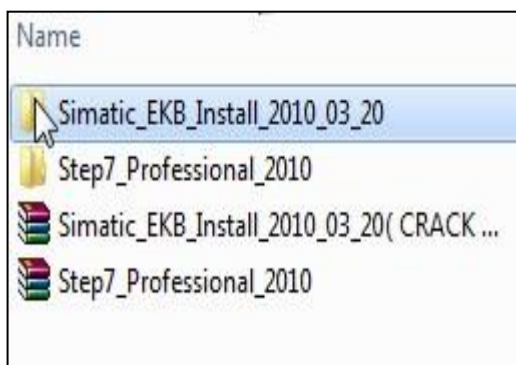 Name
Simatic_EKB_Install_2010_03_20
Step7_Professional_2010
Simatic_EKB_Install_2010_03_20( CRACK ...
Step7_Professional_2010